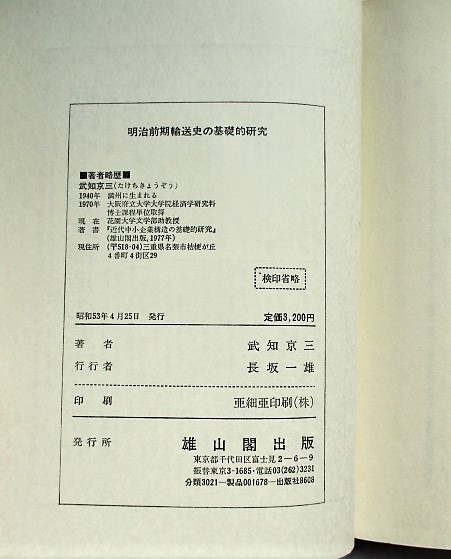 明治前期輸送史の基礎的研究
■著者略歴■
武知京三(たけちきょうぞう)
1940年 満州に生まれる
1970年 大阪府立大学大学院経済学研究科
博士課程単位取得
現在 花園大学文学部助教授
著書 『近代中小企業構造の基礎的研究』
(雄山閣出版, 1977年)
現住所 (〒518-04)三重県名張市桔梗が丘
4番町4街区29
検印省略
昭和53年4月25日 発行 定価3,200円
著者 武知京三
発行者 長坂一雄
印刷 亜細亜印刷(株)
発行所 雄山閣出版
東京都千代田区富士見2-6-9
振替東京3-1685・電話03(262)3231
分類3021―製品001678―出版社8608